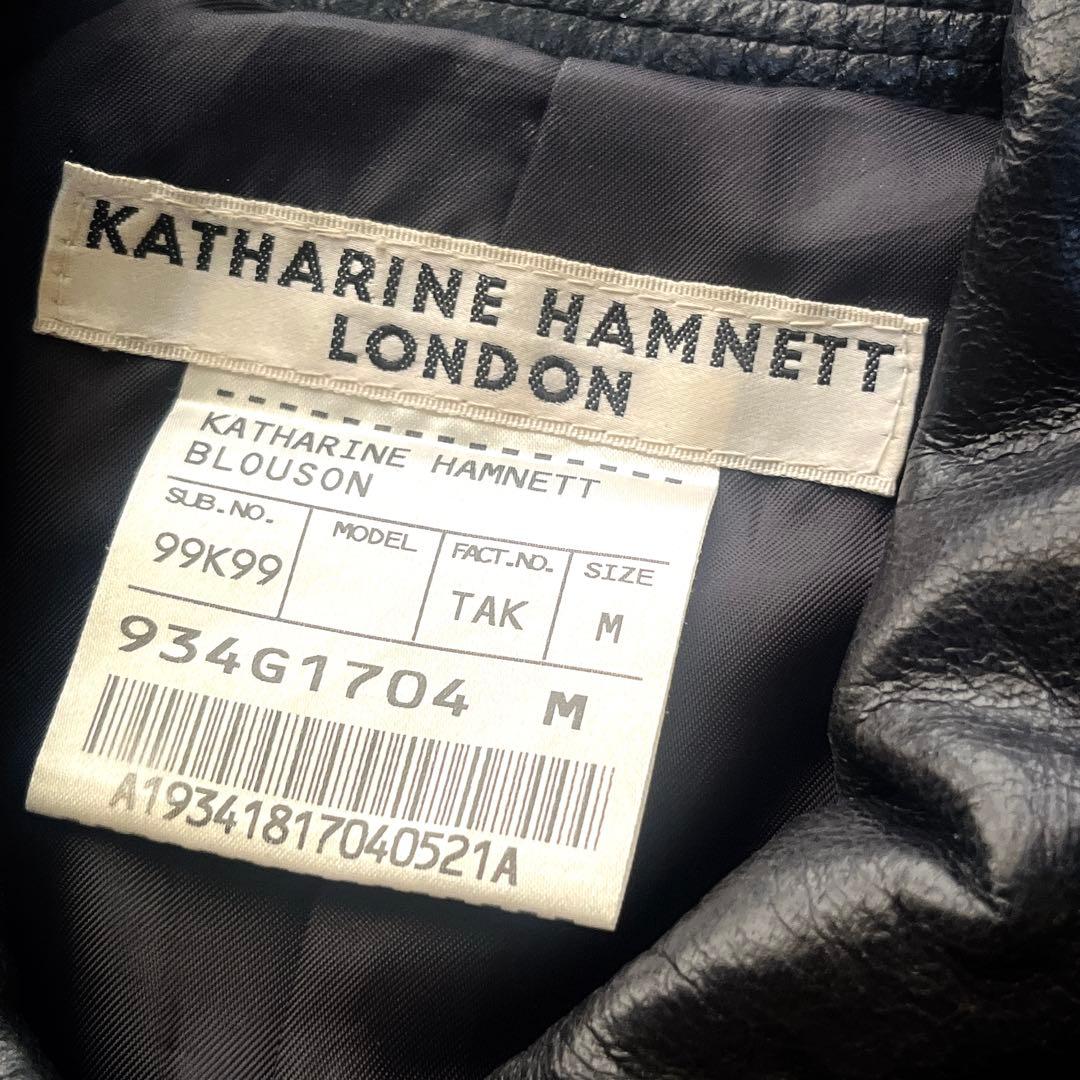 KATHARINE HAMNETT
LONDON
KATHARINE HAMNETT
BLOUSON
SUB.NO. MODEL FACT.NO. SIZE
99K99 TAK M
934G1704 M
A19341817040521A